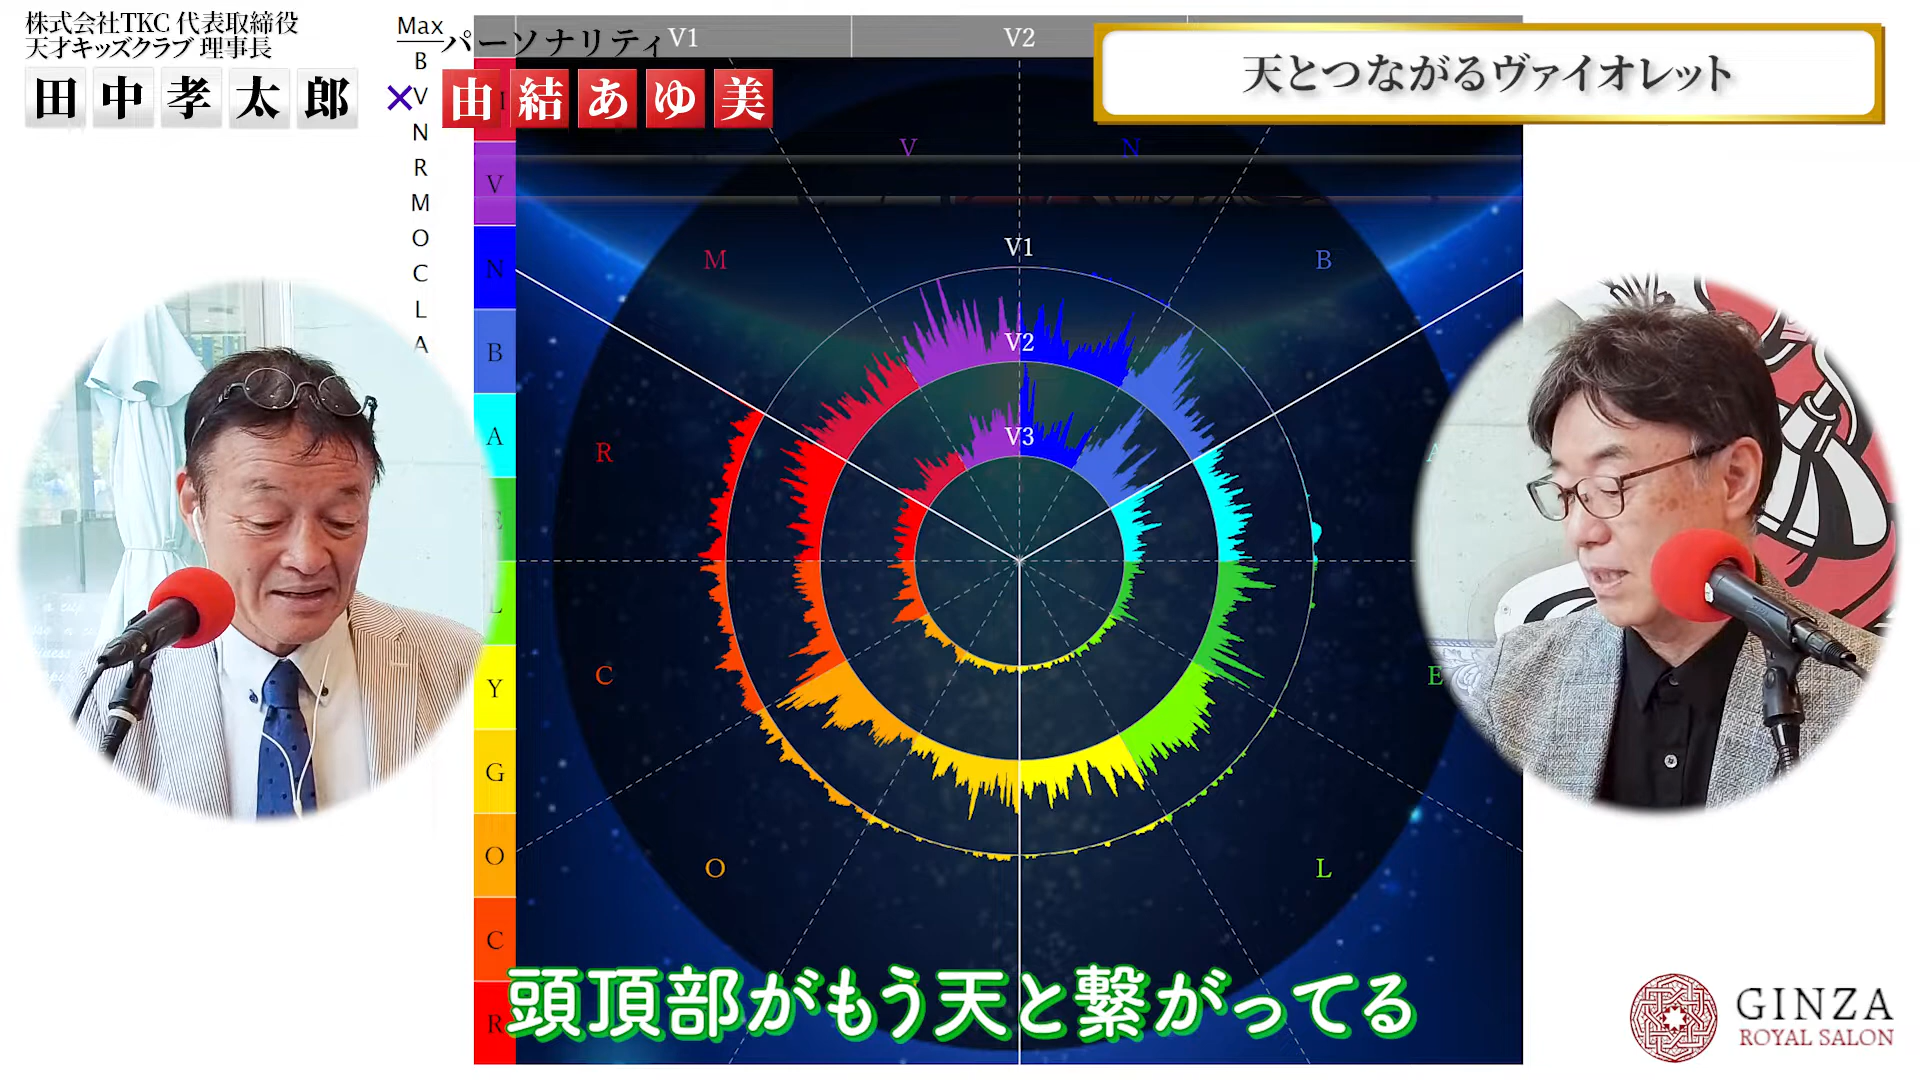 株式会社TKC 代表取締役
天才キッズクラブ 理事長
田中孝太郎
×
パーソナリティ
由結あゆ美
天とつながるヴァイオレット
Max
B
V
N
R
M
O
C
L
A
V1
V2
V
N
B
A
E
L
Y
G
O
C
R
V
N
M
B
R
C
E
O
L
V1
V2
V3
頭頂部がもう天と繋がってる
GINZA
ROYAL SALON